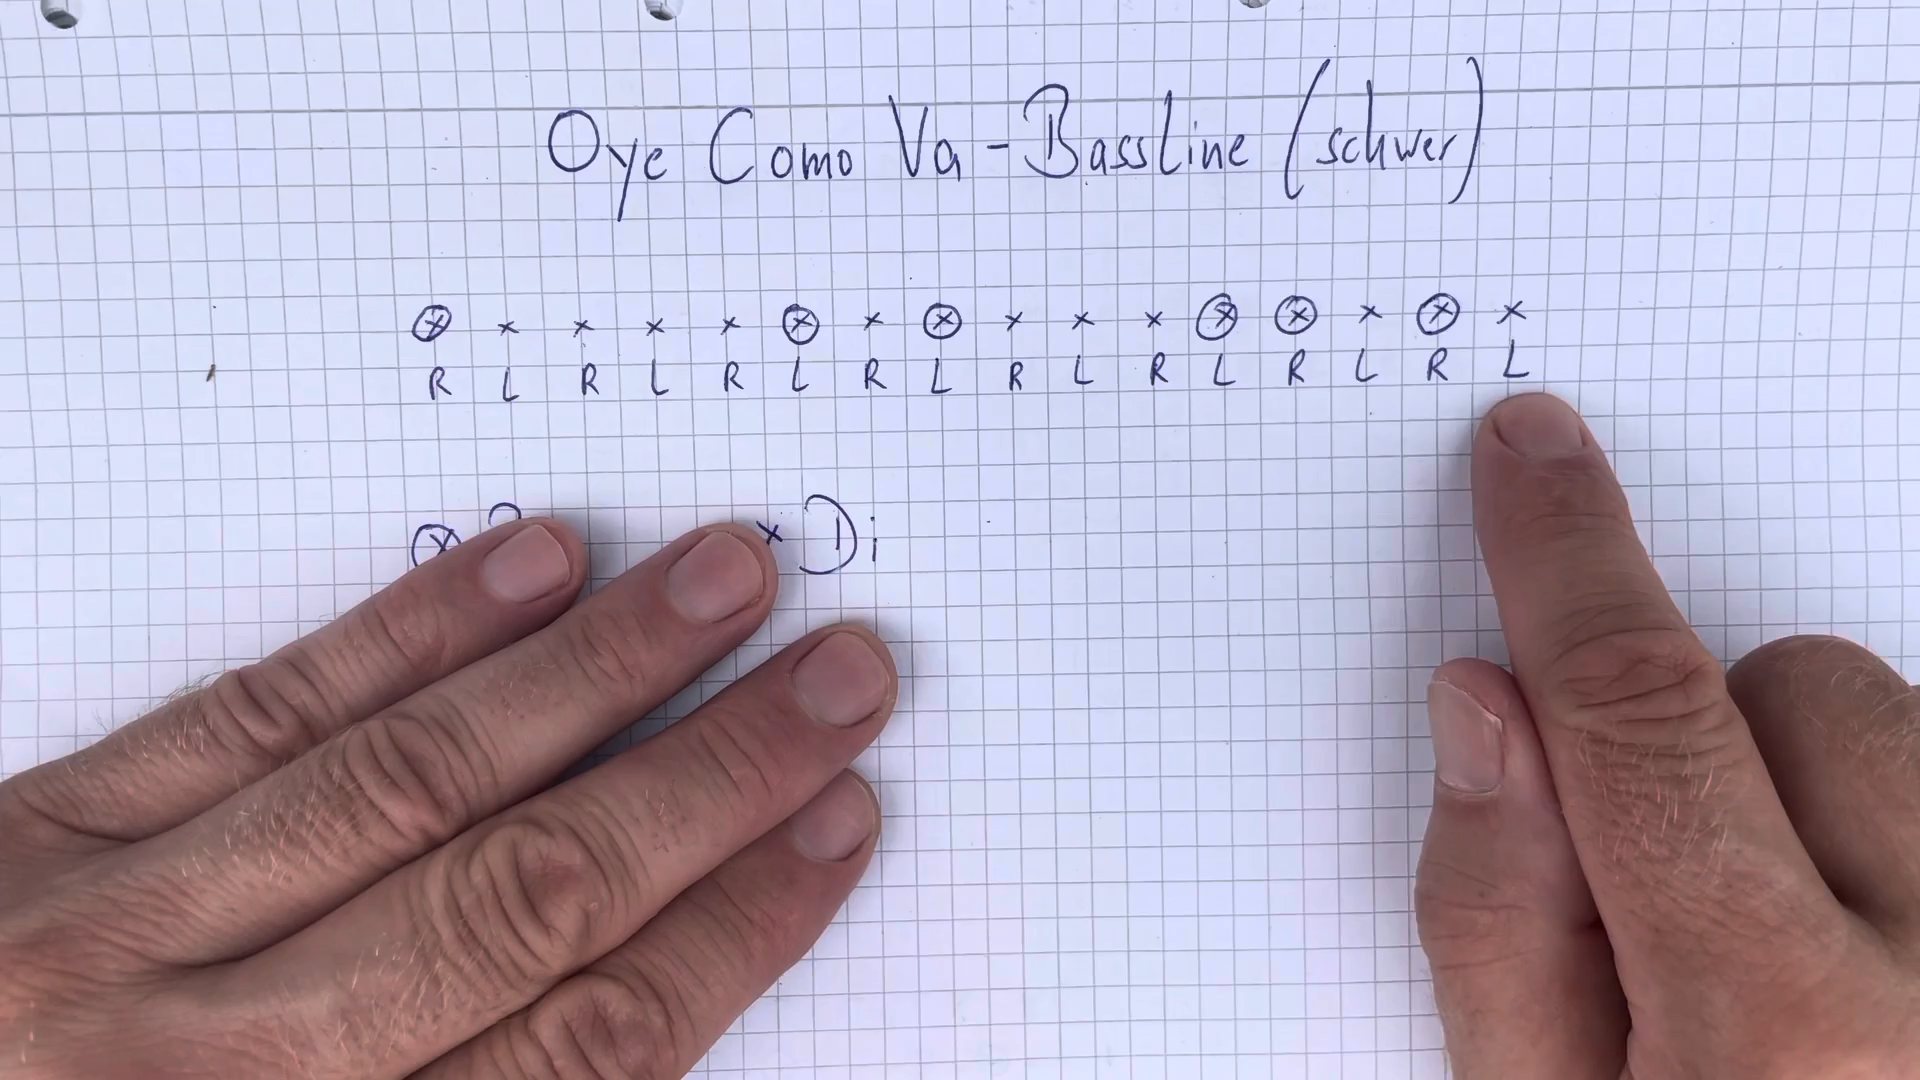 Oye Como Va - Bassline (schwer)
ⓧ x x x x ⓧ x ⓧ x x x ⓧ ⓧ x ⓧ x
R L R L R L R L R L R L R L R L
ⓧ x Di